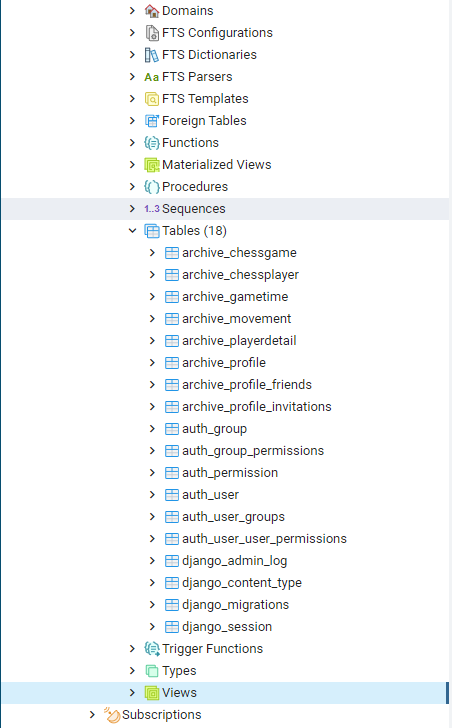 Domains
FTS Configurations
FTS Dictionaries
Aa FTS Parsers
FTS Templates
Foreign Tables
Functions
Materialized Views
Procedures
1..3 Sequences
Tables (18)
archive_chessgame
archive_chessplayer
archive_gametime
archive_movement
archive_playerdetail
archive_profile
archive_profile_friends
archive_profile_invitations
auth_group
auth_group_permissions
auth_permission
auth_user
auth_user_groups
auth_user_user_permissions
django_admin_log
django_content_type
django_migrations
django_session
Trigger Functions
Types
Views
Subscriptions